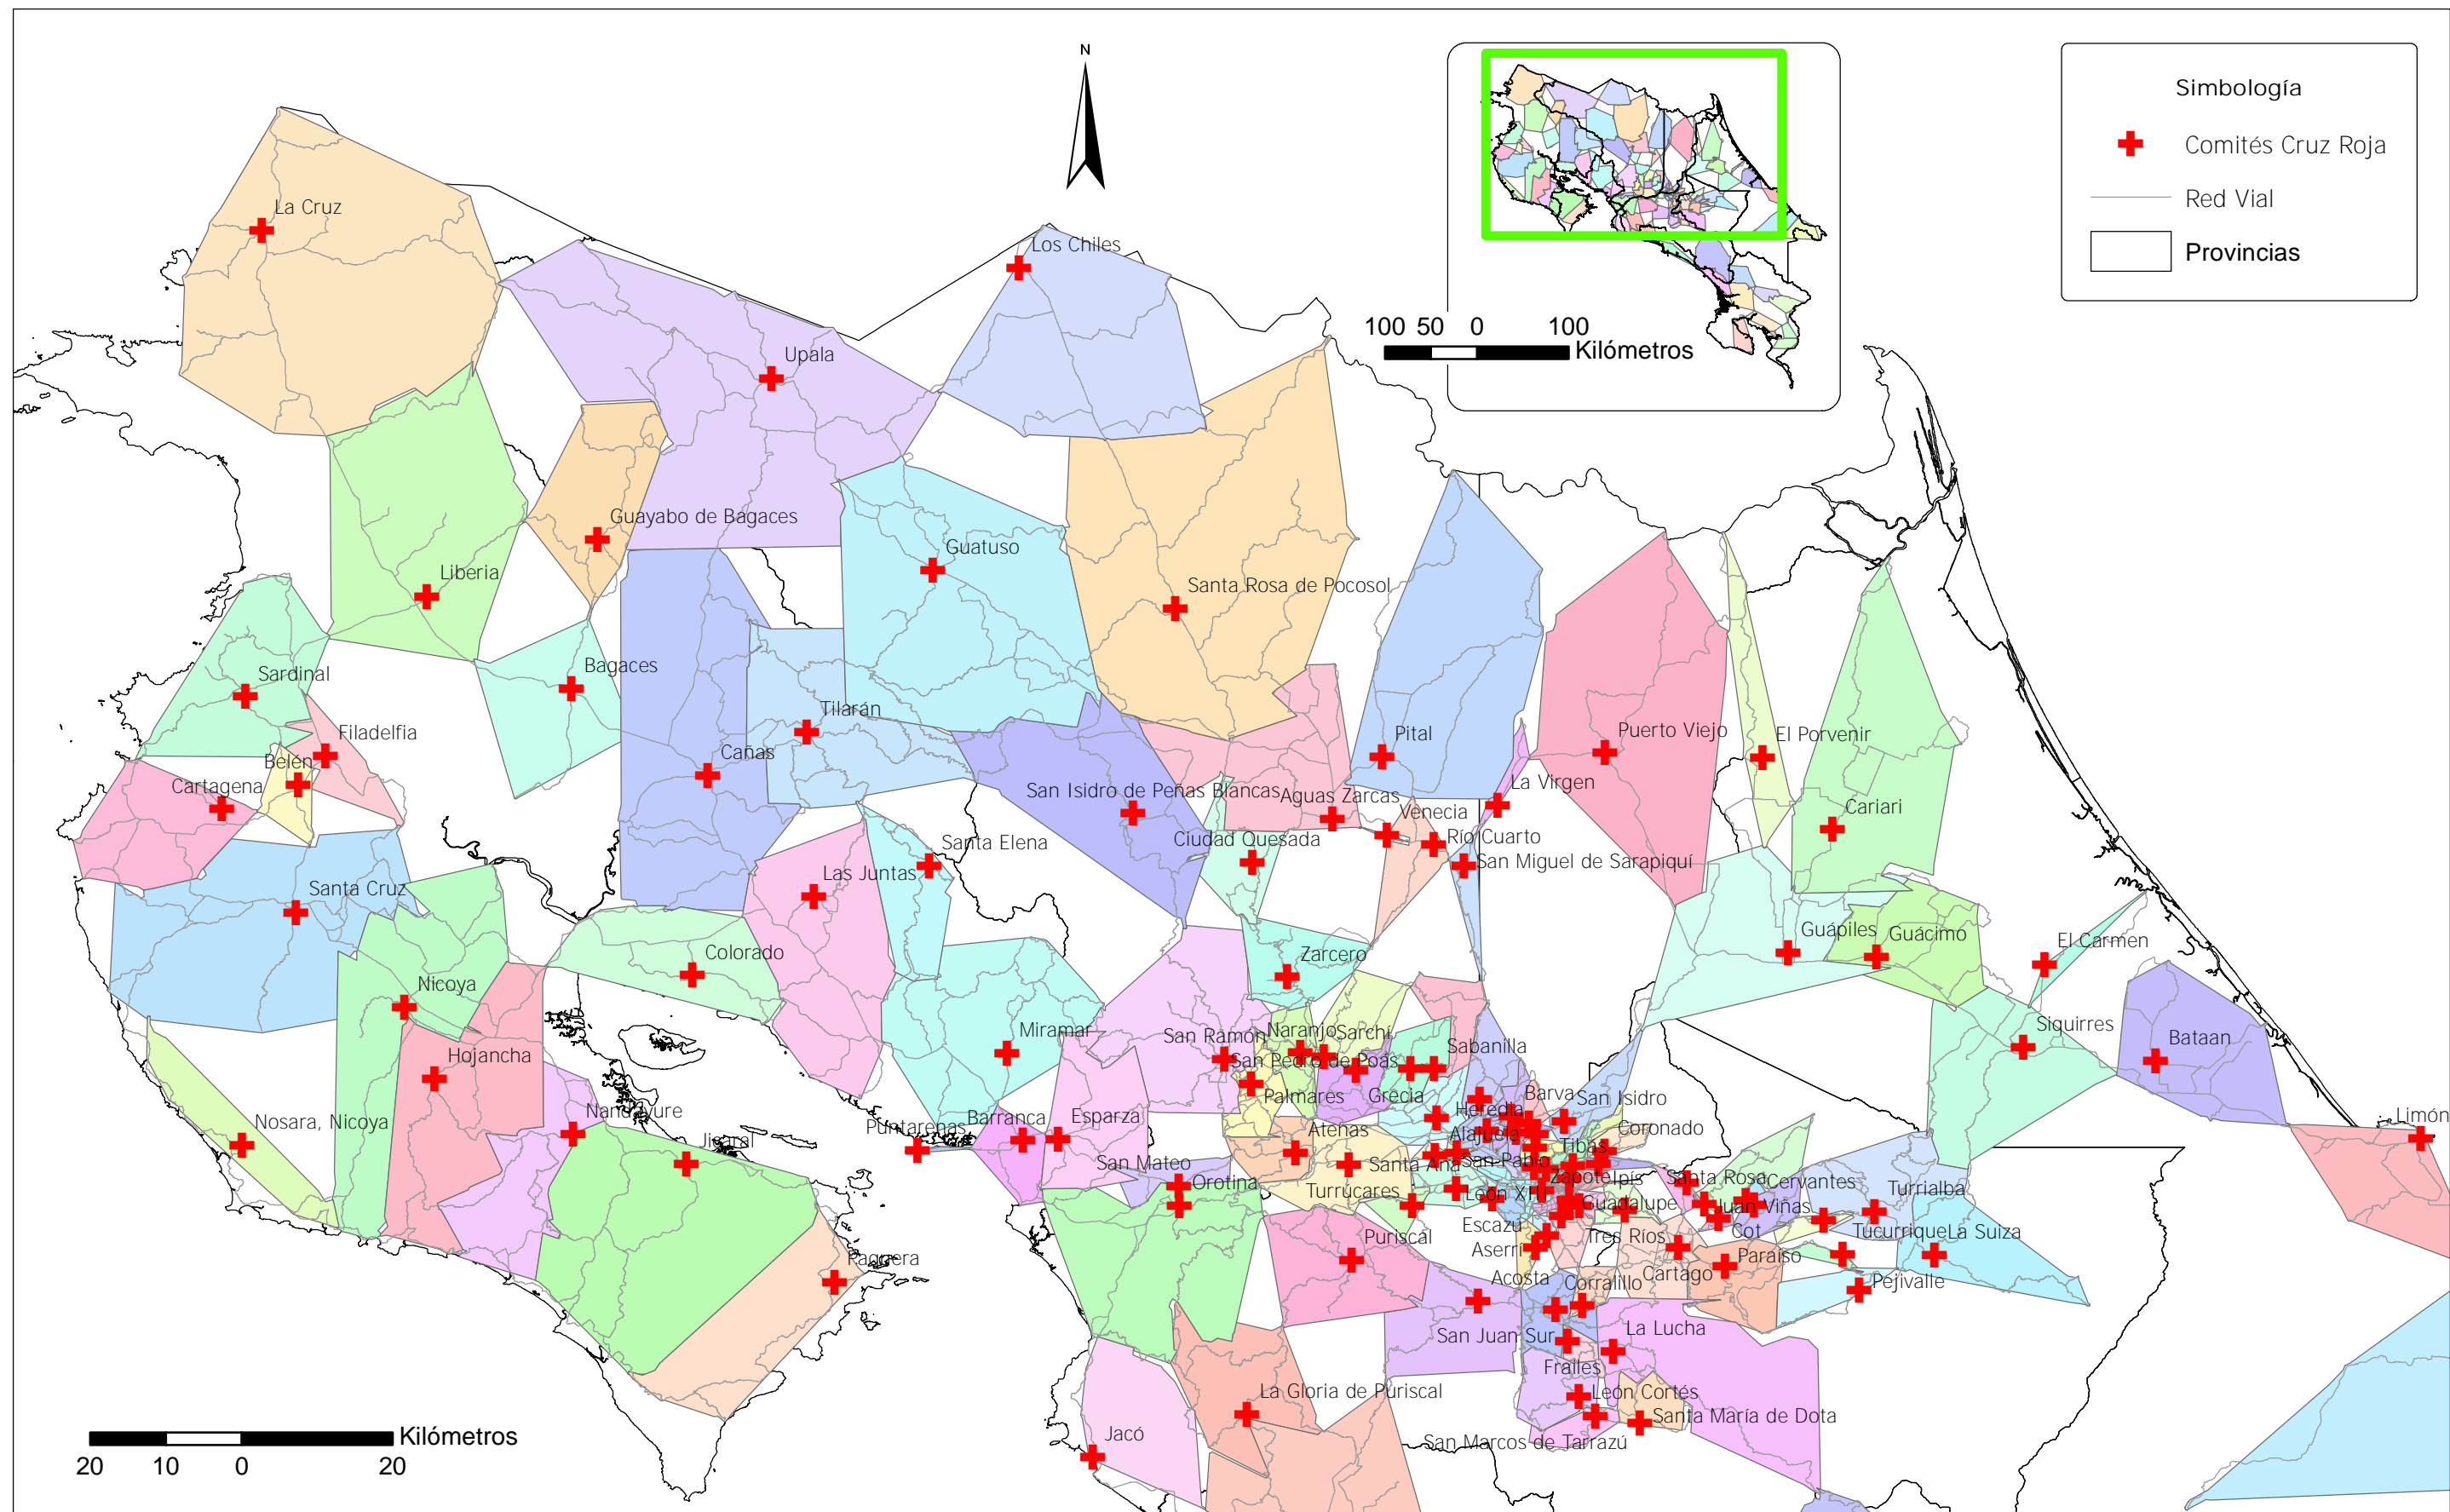 N
Simbología
Comités Cruz Roja
Red Vial
Provincias
100 50 0 100
Kilómetros
La Cruz
Los Chiles
Upala
Guayabo de Bagaces
Guatuso
Liberia
Santa Rosa de Pocosol
Sardinal
Bagaces
Tilarán
Filadelfia
Pital
Puerto Viejo
El Porvenir
Belén
Cañas
Cartagena
San Isidro de Peñas Blancas
Aguas Zarcas
La Virgen
Venecia
Cariari
Ciudad Quesada
Río Cuarto
Santa Elena
San Miguel de Sarapiquí
Las Juntas
Santa Cruz
Guápiles
Guácimo
El Carmen
Colorado
Zarcero
Nicoya
Miramar
San Ramón
Naranjo
Sarchí
Sabanilla
Siquirres
Bataan
Hojancha
San Pedro de Poás
Palmares
Grecia
Barva
San Isidro
Nandayure
Nosara, Nicoya
Barranca
Esparza
Heredia
Limón
Puntarenas
Atenas
Alajuela
Tibás
Coronado
Jicaral
San Mateo
Santa Ana
San Pablo
Orotina
Turrúcares
León XIII
Zapote
Ipís
Santa Rosa
Cervantes
Turrialba
Guadalupe
Juan Viñas
Escazú
Cot
Tucurrique
La Suiza
Puriscal
Aserrí
Tres Ríos
Paraíso
Paquera
Acosta
Corralillo
Cartago
Pejivalle
San Juan Sur
La Lucha
Frailes
La Gloria de Puriscal
León Cortés
Santa María de Dota
Jacó
San Marcos de Tarrazú
Kilómetros
20 10 0 20